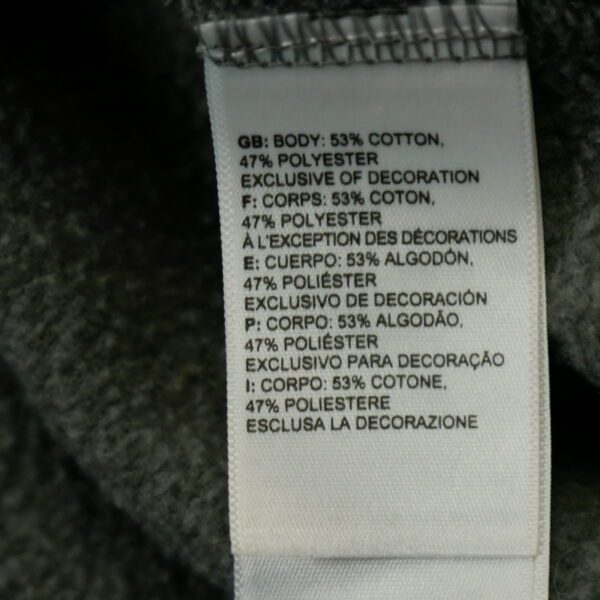 GB: BODY: 53% COTTON,
47% POLYESTER
EXCLUSIVE OF DECORATION
F: CORPS: 53% COTON,
47% POLYESTER
À L'EXCEPTION DES DÉCORATIONS
E: CUERPO: 53% ALGODÓN,
47% POLIÉSTER
EXCLUSIVO DE DECORACIÓN
P: CORPO: 53% ALGODÃO,
47% POLIÉSTER
EXCLUSIVO PARA DECORAÇÃO
I: CORPO: 53% COTONE,
47% POLIESTERE
ESCLUSA LA DECORAZIONE